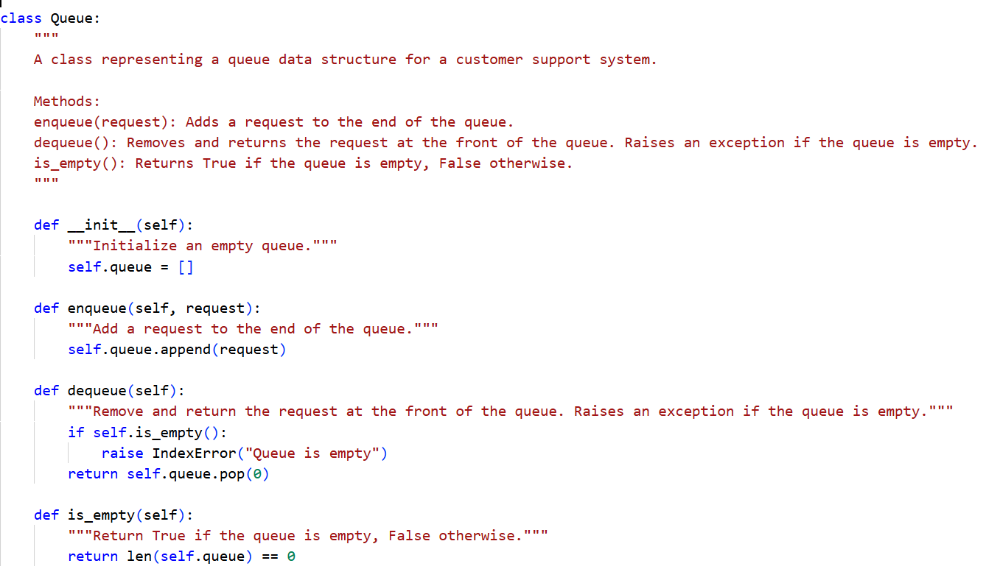 class Queue:
    """
    A class representing a queue data structure for a customer support system.

    Methods:
    enqueue(request): Adds a request to the end of the queue.
    dequeue(): Removes and returns the request at the front of the queue. Raises an exception if the queue is empty.
    is_empty(): Returns True if the queue is empty, False otherwise.
    """

    def __init__(self):
        """Initialize an empty queue."""
        self.queue = []

    def enqueue(self, request):
        """Add a request to the end of the queue."""
        self.queue.append(request)

    def dequeue(self):
        """Remove and return the request at the front of the queue. Raises an exception if the queue is empty."""
        if self.is_empty():
            raise IndexError("Queue is empty")
        return self.queue.pop(0)

    def is_empty(self):
        """Return True if the queue is empty, False otherwise."""
        return len(self.queue) == 0